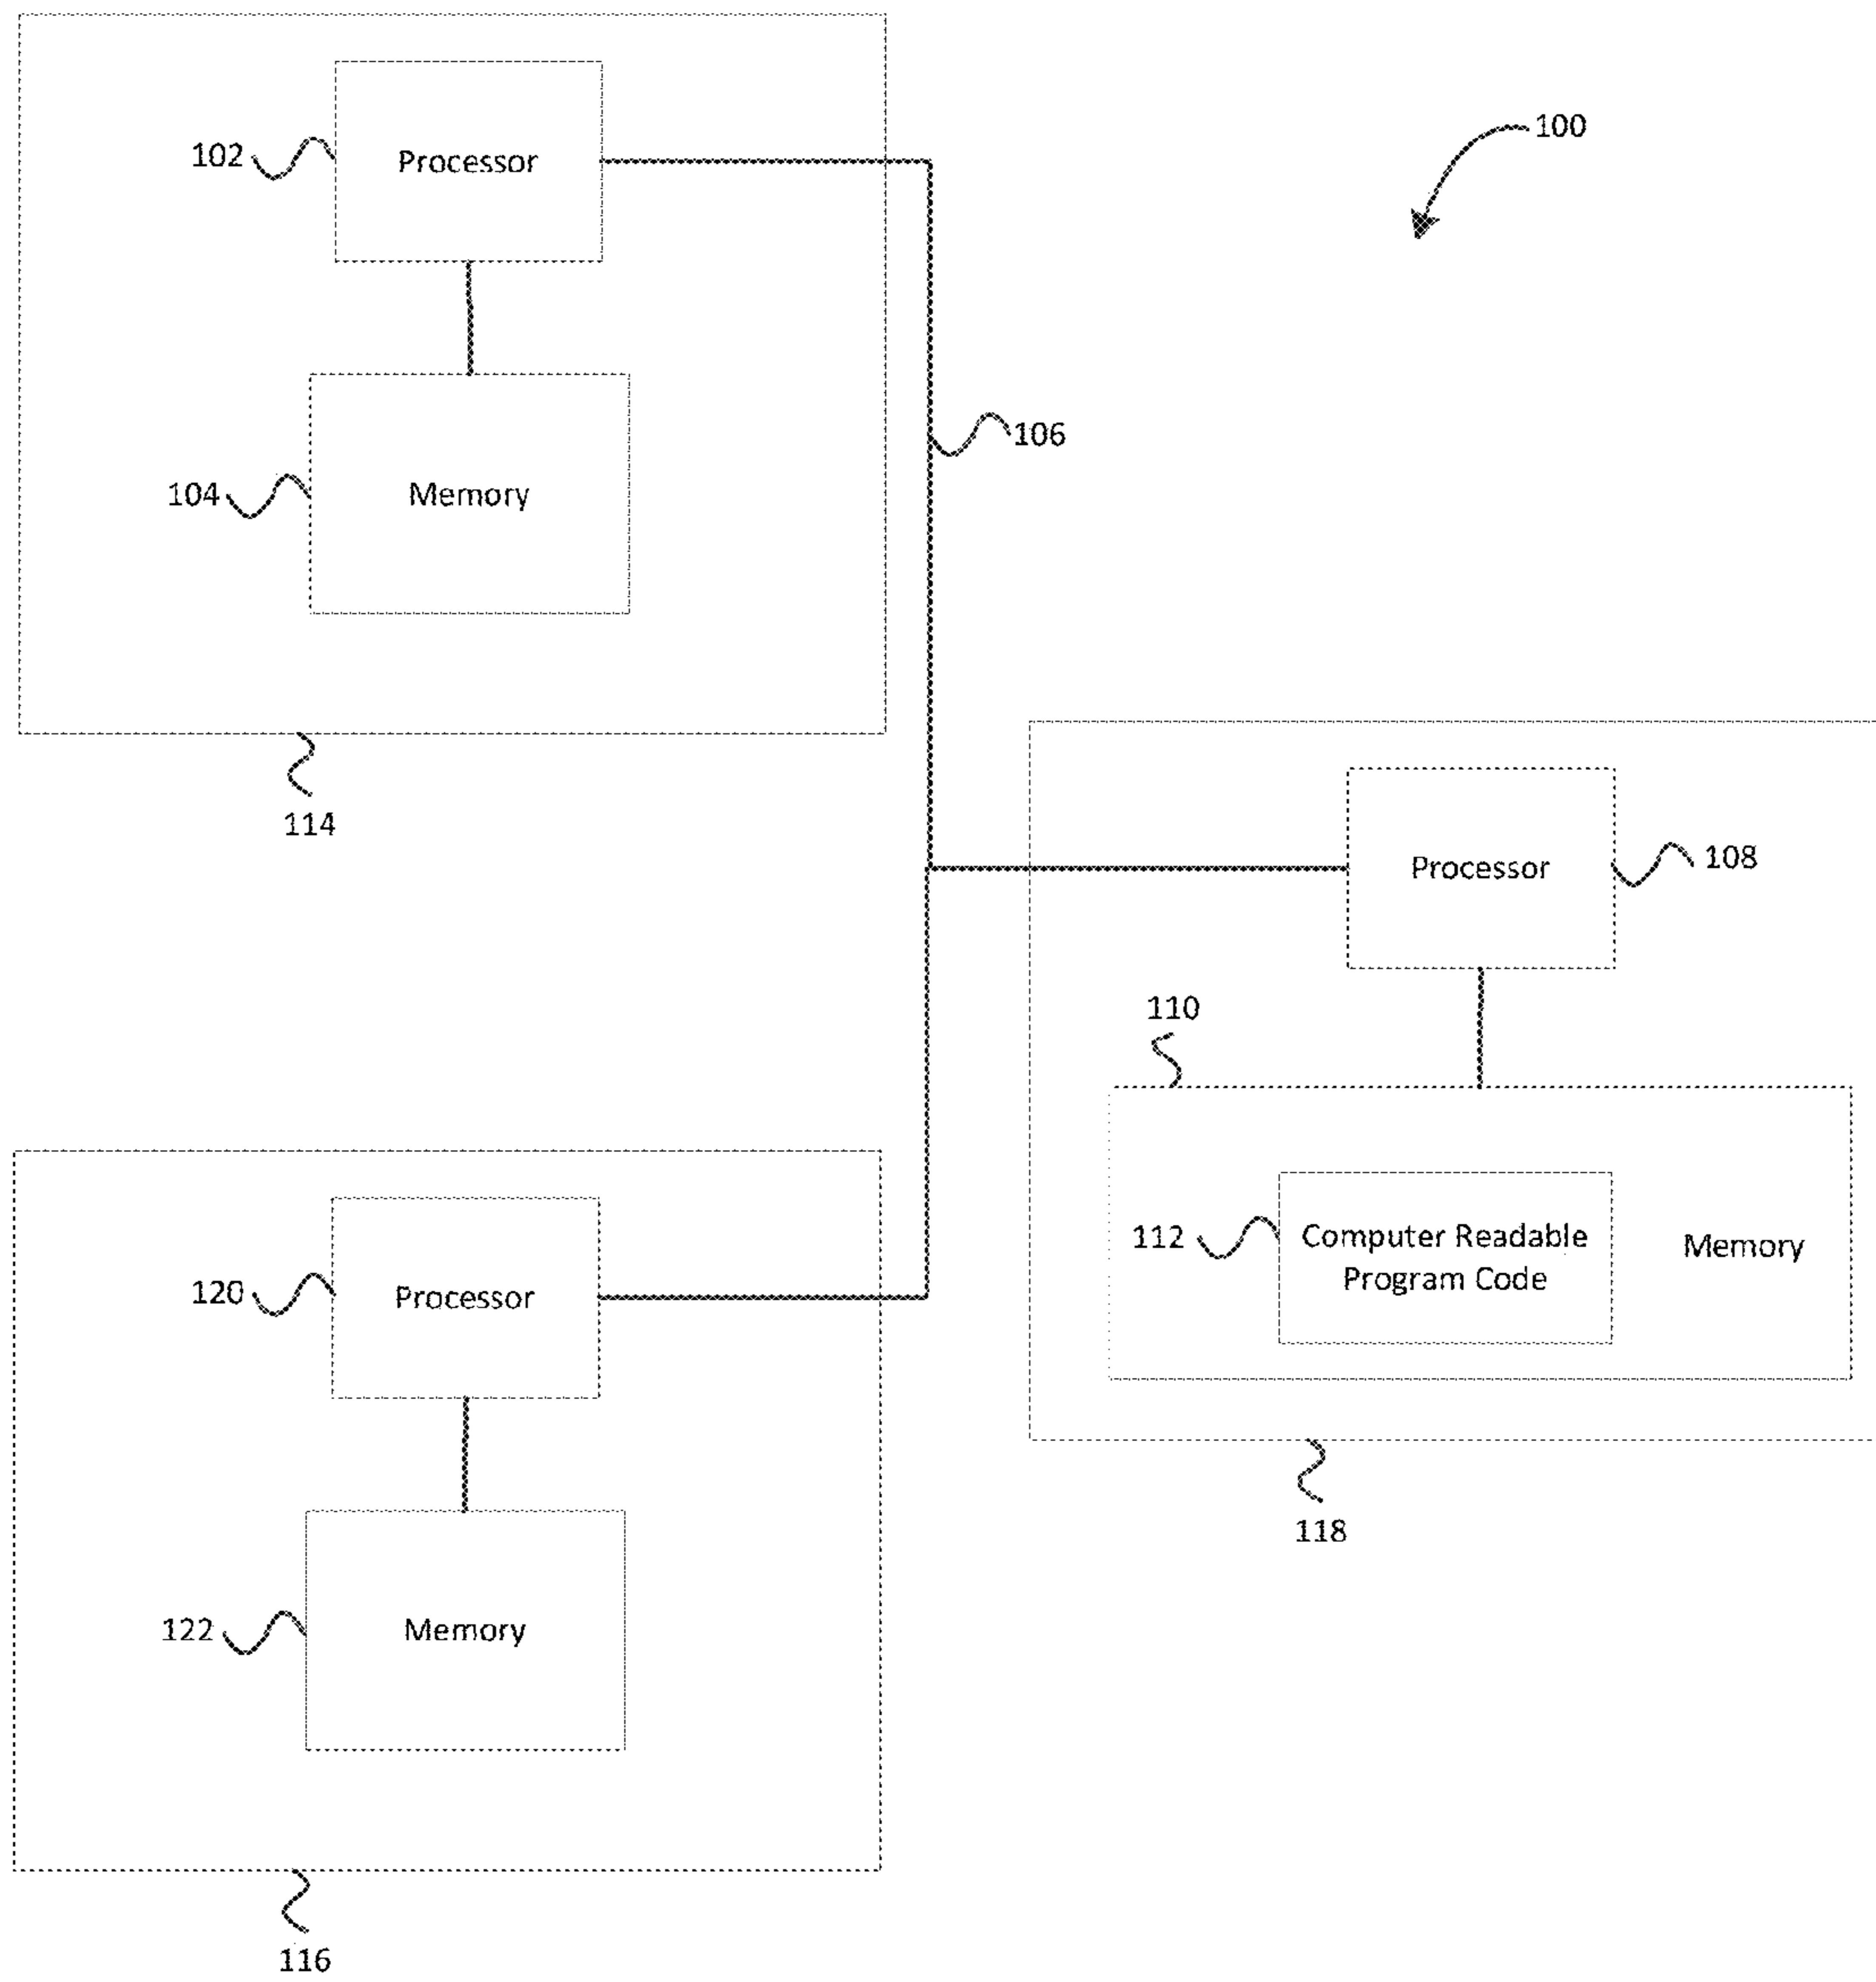 100
102
Processor
106
104
Memory
114
Processor
108
110
112
Computer Readable
Program Code
Memory
118
120
Processor
122
Memory
116